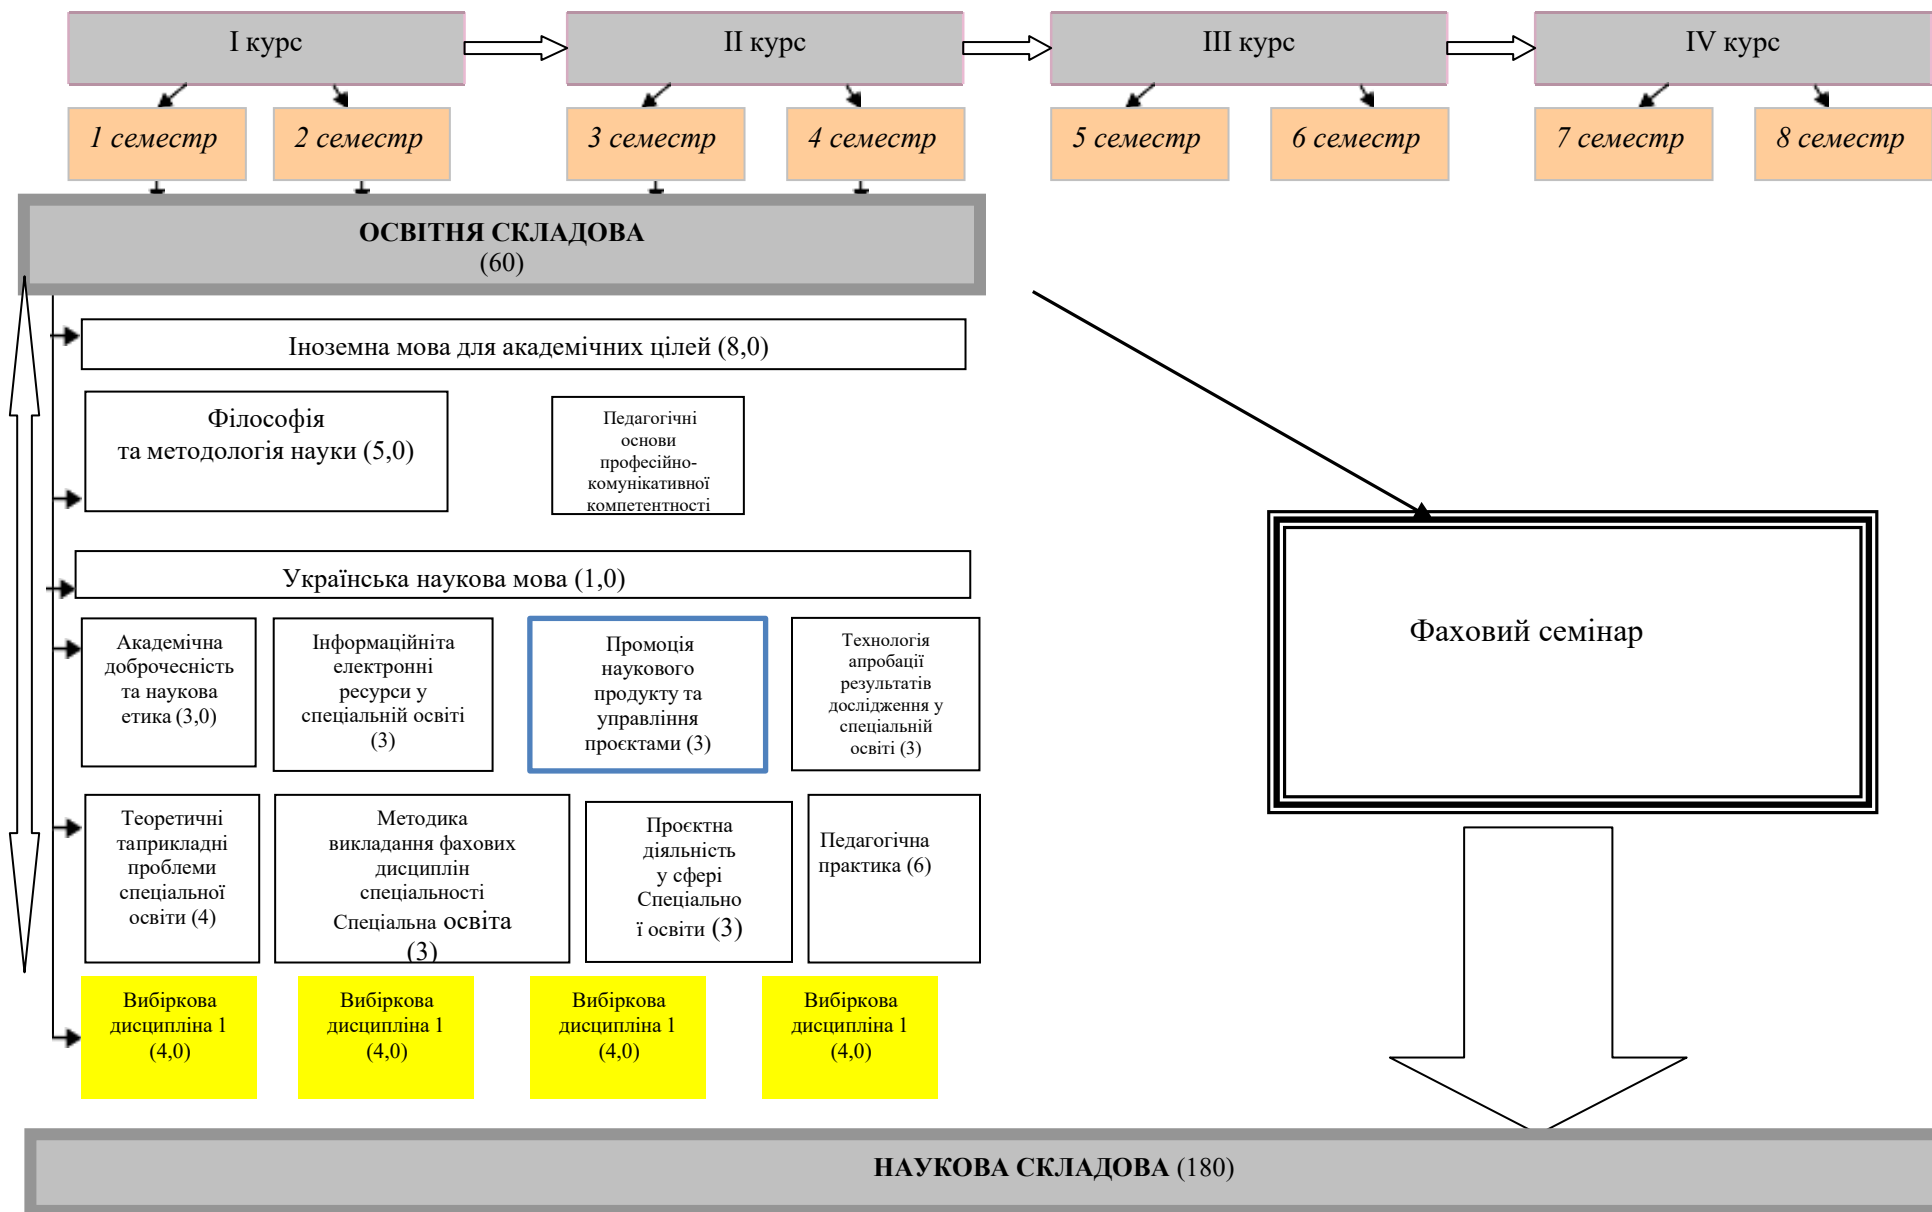 I курс
II курс
III курс
IV курс
1 семестр
2 семестр
3 семестр
4 семестр
5 семестр
6 семестр
7 семестр
8 семестр
ОСВІТНЯ СКЛАДОВА
(60)
Іноземна мова для академічних цілей (8,0)
Філософія
та методологія науки (5,0)
Педагогічні
основи
професійно-
комунікативної
компетентності
Українська наукова мова (1,0)
Академічна
доброчесність
та наукова
етика (3,0)
Інформаційніта
електронні
ресурси у
спеціальній освіті
(3)
Промоція
наукового
продукту та
управління
проєктами (3)
Технологія
апробації
результатів
дослідження у
спеціальній
освіті (3)
Фаховий семінар
Теоретичні
таприкладні
проблеми
спеціальної
освіти (4)
Методика
викладання фахових
дисциплін
спеціальності
Спеціальна освіта
(3)
Проєктна
діяльність
у сфері
Спеціально
ї освіти (3)
Педагогічна
практика (6)
Вибіркова
дисципліна 1
(4,0)
Вибіркова
дисципліна 1
(4,0)
Вибіркова
дисципліна 1
(4,0)
Вибіркова
дисципліна 1
(4,0)
НАУКОВА СКЛАДОВА (180)